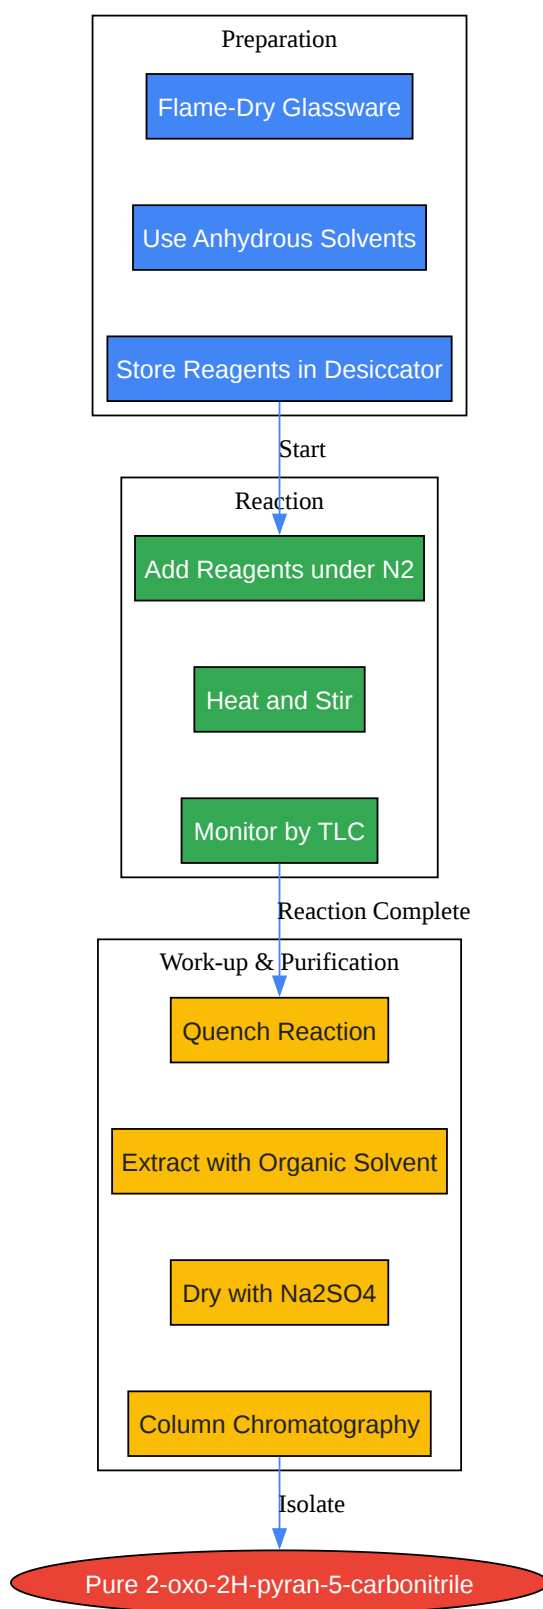 Preparation
Flame-Dry Glassware
Use Anhydrous Solvents
Store Reagents in Desiccator
Start
Reaction
Add Reagents under N2
Heat and Stir
Monitor by TLC
Reaction Complete
Work-up & Purification
Quench Reaction
Extract with Organic Solvent
Dry with Na2SO4
Column Chromatography
Isolate
Pure 2-oxo-2H-pyran-5-carbonitrile